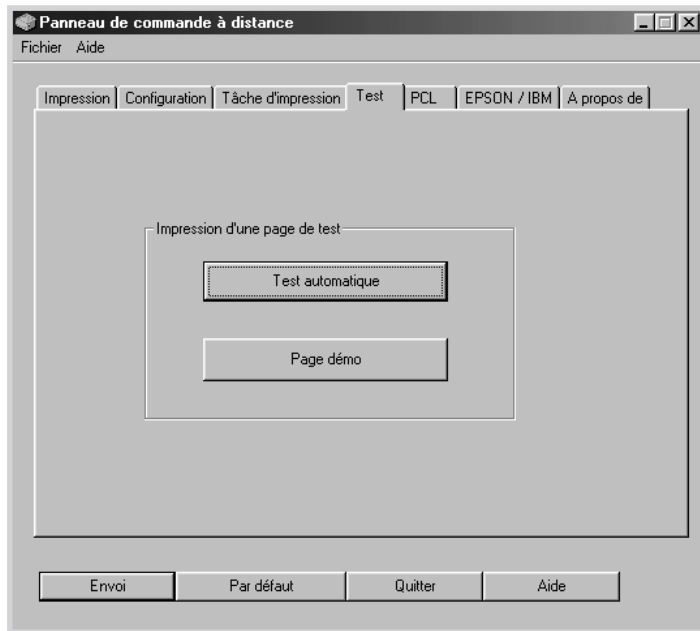 Panneau de commande à distance
Fichier Aide
Impression Configuration Tâche d'impression Test PCL EPSON / IBM A propos de
Impression d'une page de test
Test automatique
Page démo
Envoi Par défaut Quitter Aide